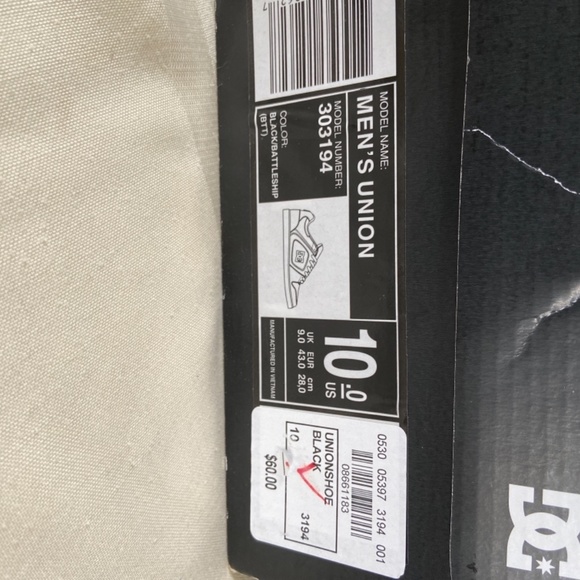 MODEL NAME:
MEN'S UNION
MODEL NUMBER:
303194
COLOR:
BLACK/BATTLESHIP
(BTT)
10.0
US
UK EUR cm
9.0 43.0 28,0
MANUFACTURED IN VIETNAM
0530 05397 3194 001
08661183
UNIONSHOE 3194
BLACK
10
$60.00
DC